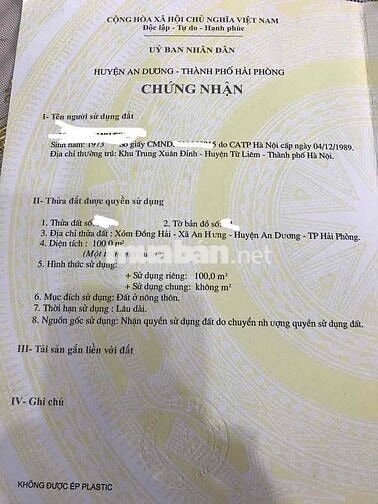 CỘNG HÒA XÃ HỘI CHỦ NGHĨA VIỆT NAM
Độc lập - Tự do - Hạnh phúc
UỶ BAN NHÂN DÂN
HUYỆN AN DƯƠNG - THÀNH PHỐ HẢI PHÒNG
CHỨNG NHẬN
I- Tên người sử dụng đất
Sinh năm: 1973 Số giấy CMND. do CATP Hà Nội cấp ngày 04/12/1989.
Địa chỉ thường trú: Khu Trung Xuân Đỉnh - Huyện Từ Liêm - Thành phố Hà Nội.
II- Thửa đất được quyền sử dụng
1. Thửa đất số: 2. Tờ bản đồ số:
3. Địa chỉ thửa đất: Xóm Đồng Hải - Xã An Hưng - Huyện An Dương - TP Hải Phòng.
4. Diện tích: 100,0 m²
(Một
muaban.net
5. Hình thức sử dụng:
+ Sử dụng riêng: 100,0 m²
+ Sử dụng chung: không m²
6. Mục đích sử dụng: Đất ở nông thôn.
7. Thời hạn sử dụng: Lâu dài.
8. Nguồn gốc sử dụng: Nhận quyền sử dụng đất do chuyển nhượng quyền sử dụng đất.
III- Tài sản gắn liền với đất
IV- Ghi chú
KHÔNG ĐƯỢC ÉP PLASTIC